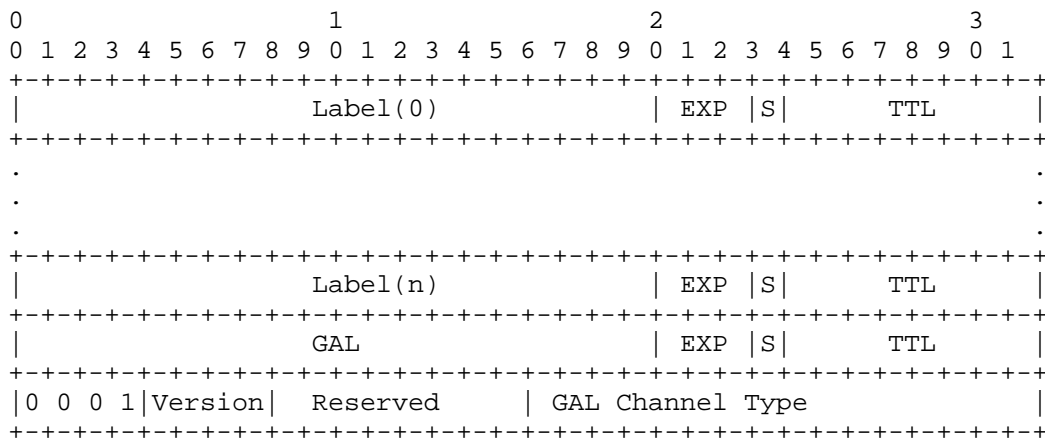 0                   1                   2                   3
0 1 2 3 4 5 6 7 8 9 0 1 2 3 4 5 6 7 8 9 0 1 2 3 4 5 6 7 8 9 0 1
+-+-+-+-+-+-+-+-+-+-+-+-+-+-+-+-+-+-+-+-+-+-+-+-+-+-+-+-+-+-+-+-+
|                  Label(0)             | EXP |S|      TTL      |
+-+-+-+-+-+-+-+-+-+-+-+-+-+-+-+-+-+-+-+-+-+-+-+-+-+-+-+-+-+-+-+-+
.                                                               .
.                                                               .
.                                                               .
+-+-+-+-+-+-+-+-+-+-+-+-+-+-+-+-+-+-+-+-+-+-+-+-+-+-+-+-+-+-+-+-+
|                  Label(n)             | EXP |S|      TTL      |
+-+-+-+-+-+-+-+-+-+-+-+-+-+-+-+-+-+-+-+-+-+-+-+-+-+-+-+-+-+-+-+-+
|                  GAL                  | EXP |S|      TTL      |
+-+-+-+-+-+-+-+-+-+-+-+-+-+-+-+-+-+-+-+-+-+-+-+-+-+-+-+-+-+-+-+-+
|0 0 0 1|Version|  Reserved     | GAL Channel Type              |
+-+-+-+-+-+-+-+-+-+-+-+-+-+-+-+-+-+-+-+-+-+-+-+-+-+-+-+-+-+-+-+-+